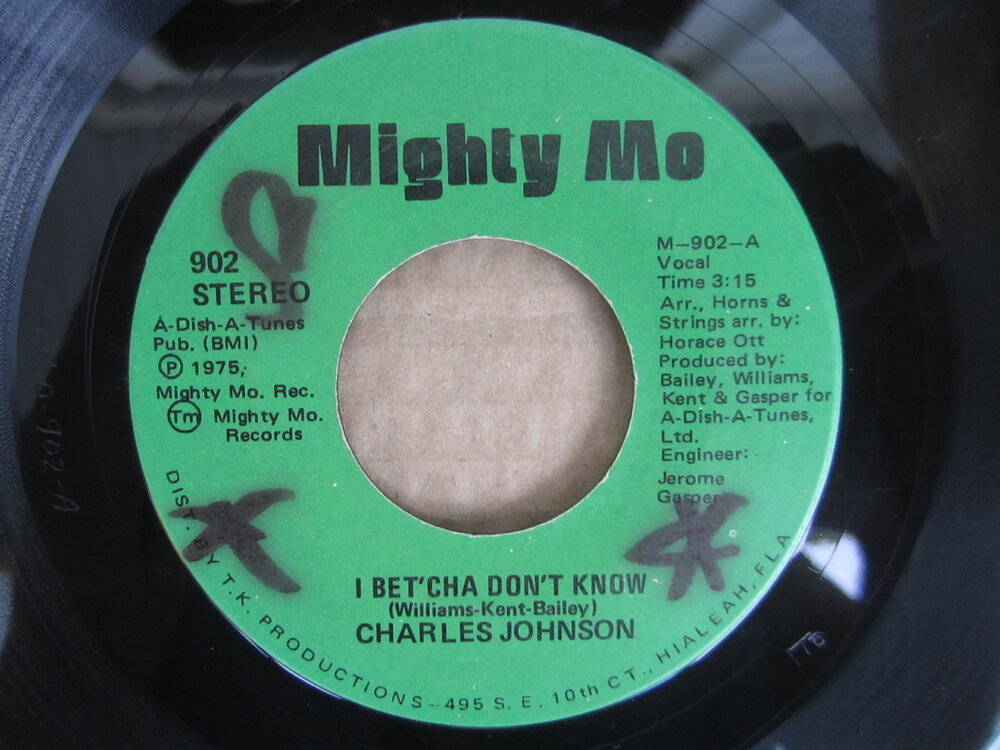 Mighty Mo
902
STEREO
A-Dish-A-Tunes
Pub. (BMI)
Ⓟ 1975,
Mighty Mo. Rec.
Tm Mighty Mo.
Records
M-902-A
Vocal
Time 3:15
Arr., Horns &
Strings arr. by:
Horace Ott
Produced by:
Bailey, Williams,
Kent & Gasper for
A-Dish-A-Tunes,
Ltd.
Engineer:
Jerome
Gasper
I BET'CHA DON'T KNOW
(Williams-Kent-Bailey)
CHARLES JOHNSON
DIST. BY T.K. PRODUCTIONS - 495 S.E. 10th CT., HIALEAH, FLA